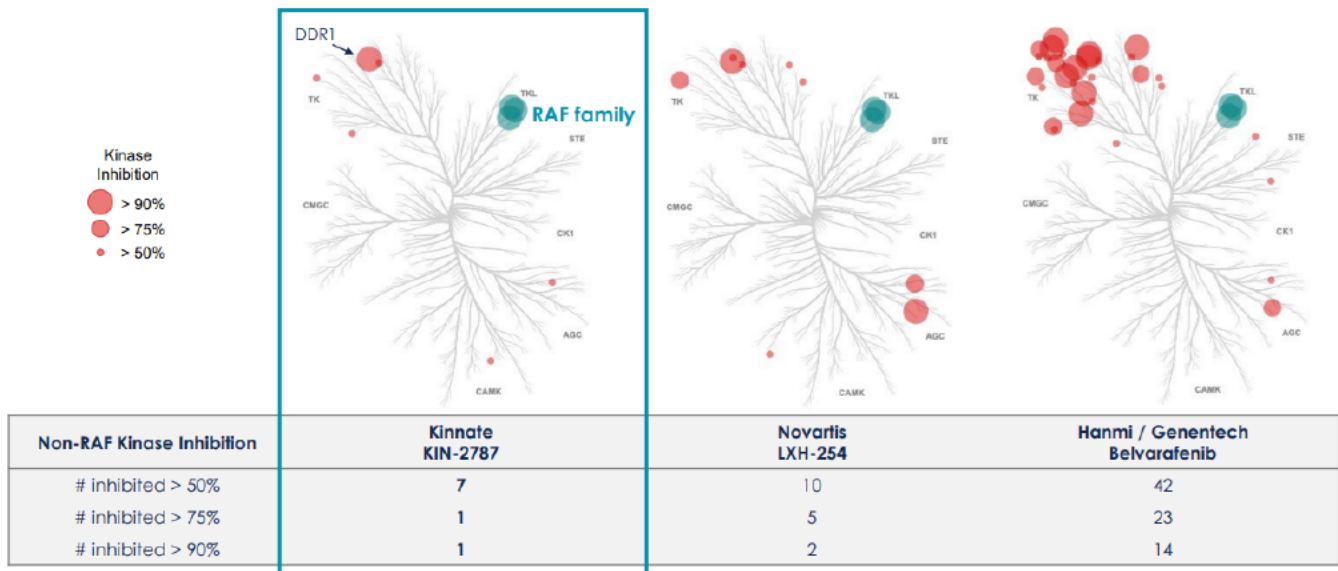 DDR1
TK
TKL
RAF family
STE
CMGC
CK1
AGC
CAMK
TK
TKL
STE
CMGC
CK1
AGC
CAMK
TK
TKL
STE
CMGC
CK1
AGC
CAMK
Kinase
Inhibition
> 90%
> 75%
> 50%
Non-RAF Kinase Inhibition
Kinnate
KIN-2787
Novartis
LXH-254
Hanmi / Genentech
Belvarafenib
# inhibited > 50% 7 10 42
# inhibited > 75% 1 5 23
# inhibited > 90% 1 2 14